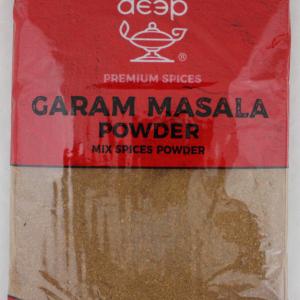 deep
®
PREMIUM SPICES
GARAM MASALA
POWDER
MIX SPICES POWDER